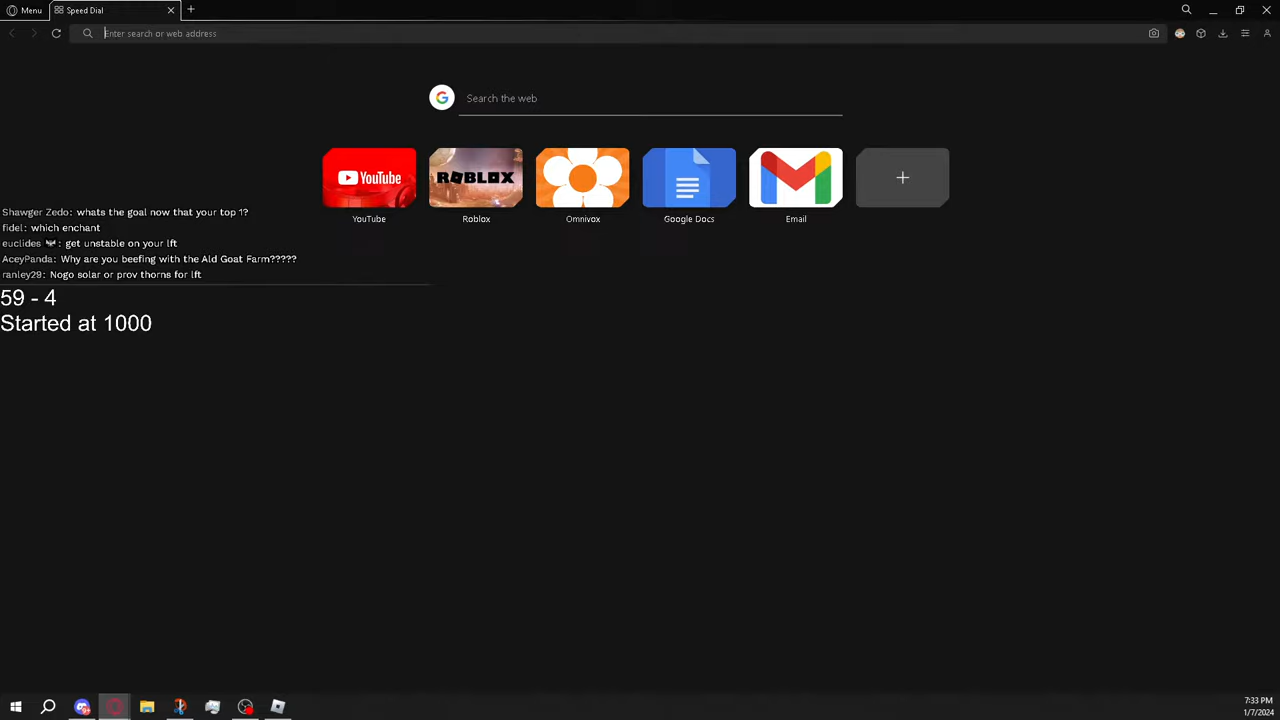 Menu
Speed Dial
Enter search or web address
Search the web
YouTube
ROBLOX
YouTube
Roblox
Omnivox
Google Docs
Email
Shawger Zedo: whats the goal now that your top 1?
fidel: which enchant
euclides : get unstable on your lft
AceyPanda: Why are you beefing with the Ald Goat Farm?????
ranley29: Nogo solar or prov thorns for lft
59 - 4
Started at 1000
7:33 PM
1/7/2024